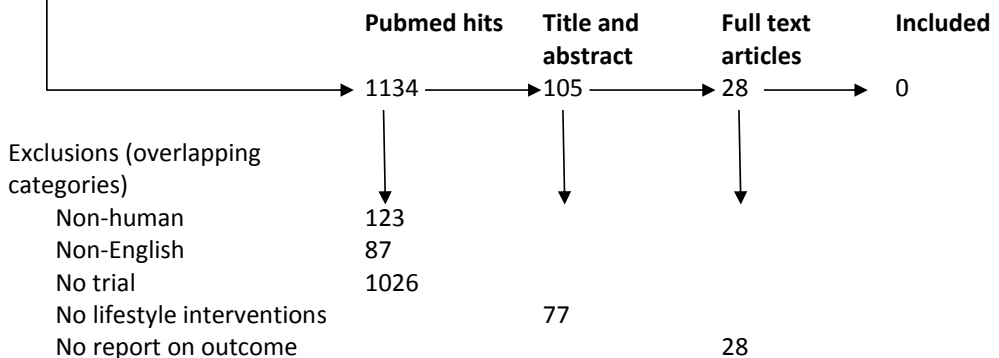 Pubmed hits Title and Full text Included
abstract articles
1134 105 28 0
Exclusions (overlapping
categories)
Non-human 123
Non-English 87
No trial 1026
No lifestyle interventions 77
No report on outcome 28